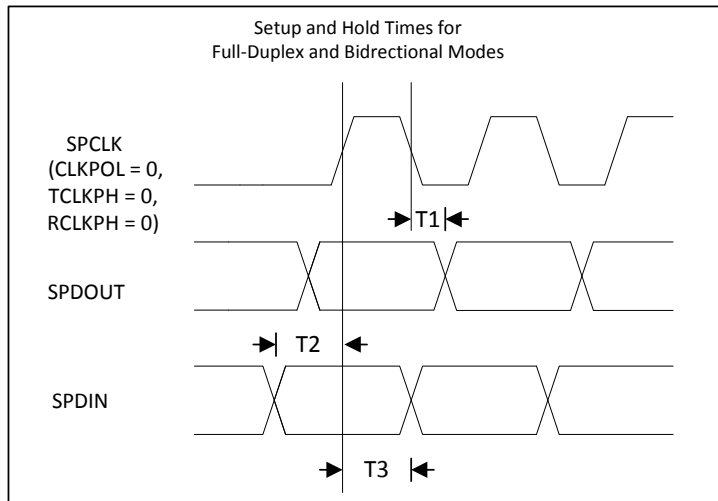 Setup and Hold Times for
Full-Duplex and Bidrectional Modes
SPCLK
(CLKPOL = 0,
TCLKPH = 0,
RCLKPH = 0)
T1
SPDOUT
T2
SPDIN
T3